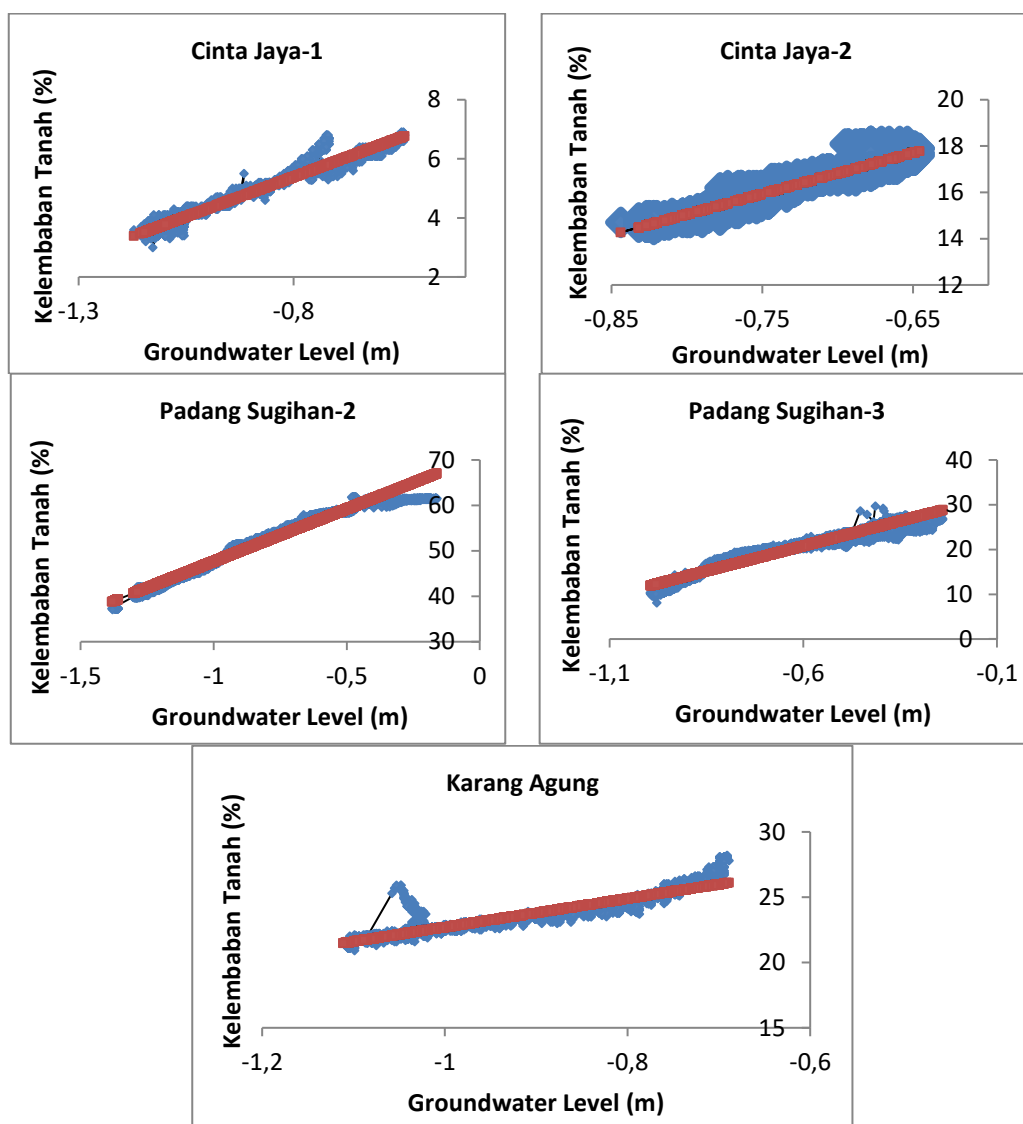 Cinta Jaya-1
Kelembaban Tanah (%)
8
6
4
2
-1,3 -0,8
Groundwater Level (m)
Cinta Jaya-2
Kelembaban Tanah (%)
20
18
16
14
12
-0,85 -0,75 -0,65
Groundwater Level (m)
Padang Sugihan-2
Kelembaban Tanah (%)
70
60
50
40
30
-1,5 -1 -0,5 0
Groundwater Level (m)
Padang Sugihan-3
Kelembaban Tanah (%)
40
30
20
10
0
-1,1 -0,6 -0,1
Groundwater Level (m)
Karang Agung
Kelembaban Tanah (%)
30
25
20
15
-1,2 -1 -0,8 -0,6
Groundwater Level (m)